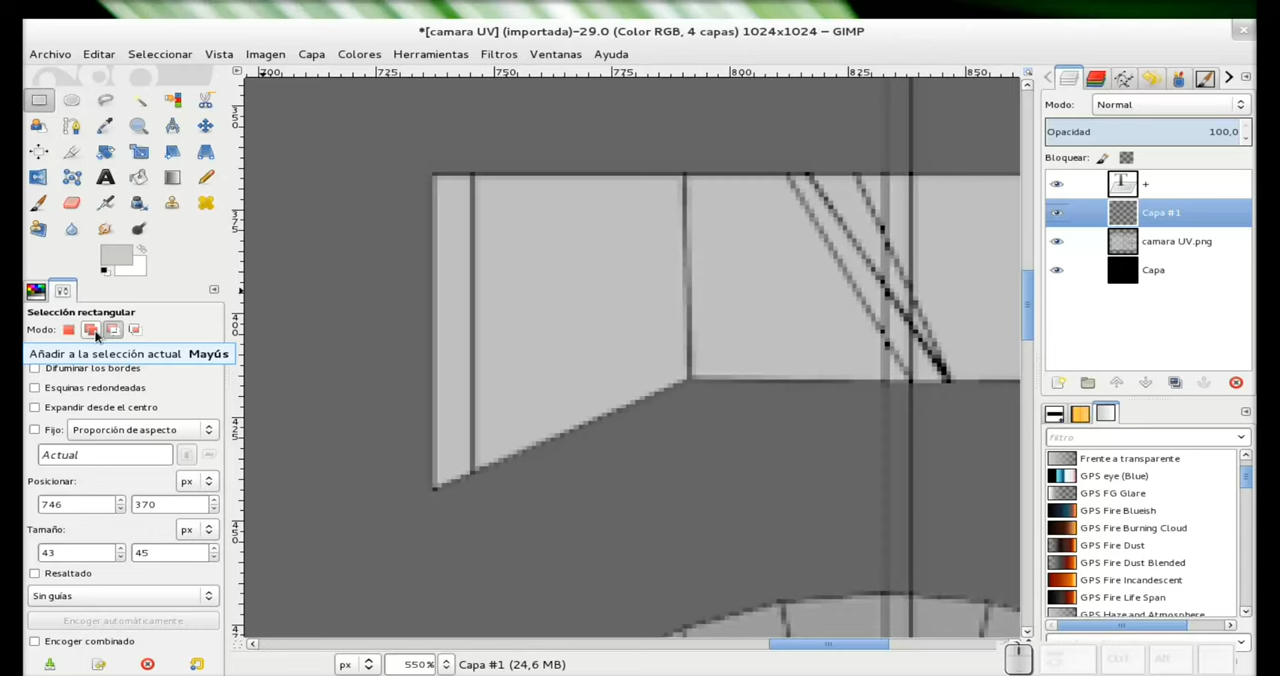 *[camara UV] (importada)-29.0 (Color RGB, 4 capas) 1024x1024 – GIMP
Archivo Editar Seleccionar Vista Imagen Capa Colores Herramientas Filtros Ventanas Ayuda
700 725 750 775 800 825 850
Modo: Normal
Opacidad 100,0
Bloquear:
+
Capa #1
camara UV.png
Capa
Selección rectangular
Modo:
Añadir a la selección actual Mayús
Difuminar los bordes
Esquinas redondeadas
Expandir desde el centro
Fijo: Proporción de aspecto
Actual
Posicionar: px
746 370
Tamaño: px
43 45
Resaltado
Sin guías
Encoger automáticamente
Encoger combinado
filtro
Frente a transparente
GPS eye (Blue)
GPS FG Glare
GPS Fire Blueish
GPS Fire Burning Cloud
GPS Fire Dust
GPS Fire Dust Blended
GPS Fire Incandescent
GPS Fire Life Span
GPS Haze and Atmosphere
px 550% Capa #1 (24,6 MB)
Ctrl Alt